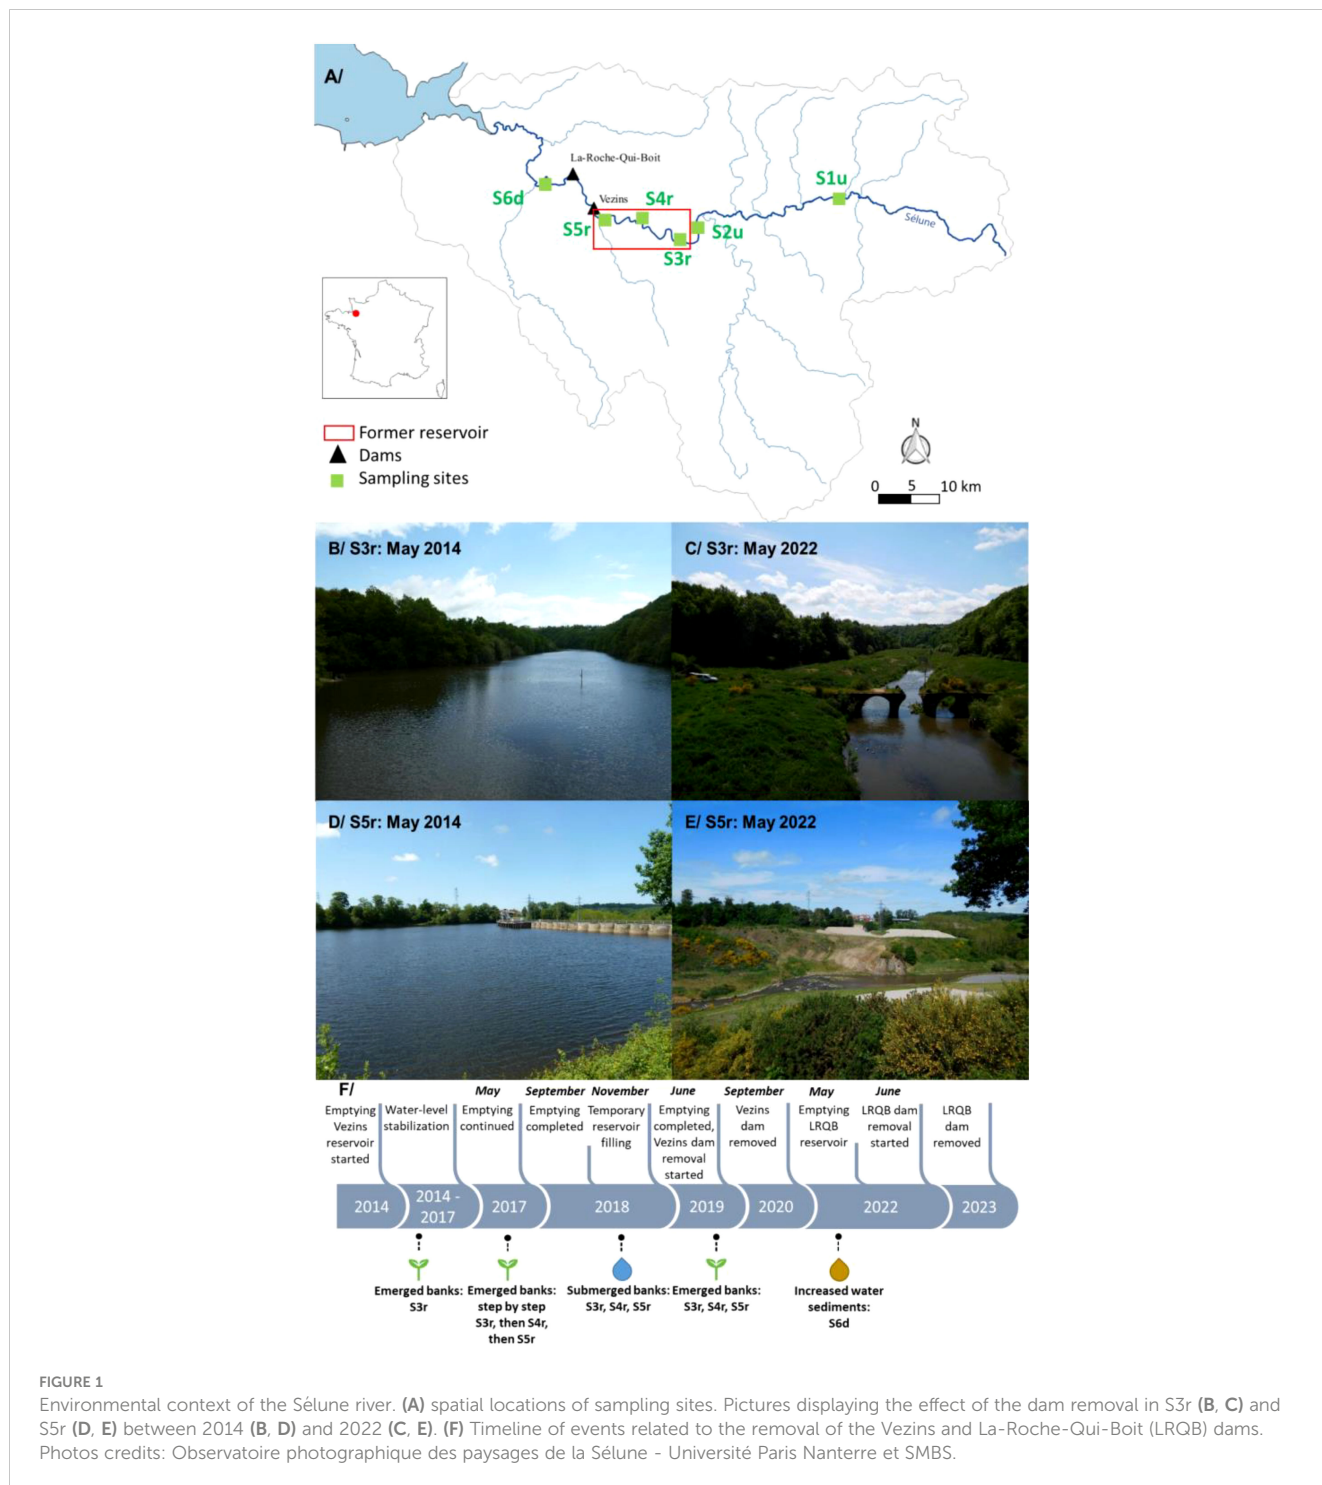 A/
La-Roche-Qui-Boit
S1u
S6d
Vezins
S4r
Sélune
S5r
S2u
S3r
N
Former reservoir
Dams
Sampling sites
0 5 10 km
B/ S3r: May 2014
C/ S3r: May 2022
D/ S5r: May 2014
E/ S5r: May 2022
F/
Emptying
Vezins
reservoir
started
Water-level
stabilization
May
Emptying
continued
September
Emptying
completed
November
Temporary
reservoir
filling
June
Emptying
completed,
Vezins dam
removal
started
September
Vezins
dam
removed
May
Emptying
LRQB
reservoir
June
LRQB dam
removal
started
LRQB
dam
removed
2014
2014 -
2017
2017
2018
2019
2020
2022
2023
Emerged banks:
S3r
Emerged banks:
step by step
S3r, then S4r,
then S5r
Submerged banks:
S3r, S4r, S5r
Emerged banks:
S3r, S4r, S5r
Increased water
sediments:
S6d
FIGURE 1
Environmental context of the Sélune river. (A) spatial locations of sampling sites. Pictures displaying the effect of the dam removal in S3r (B, C) and
S5r (D, E) between 2014 (B, D) and 2022 (C, E). (F) Timeline of events related to the removal of the Vezins and La-Roche-Qui-Boit (LRQB) dams.
Photos credits: Observatoire photographique des paysages de la Sélune - Université Paris Nanterre et SMBS.